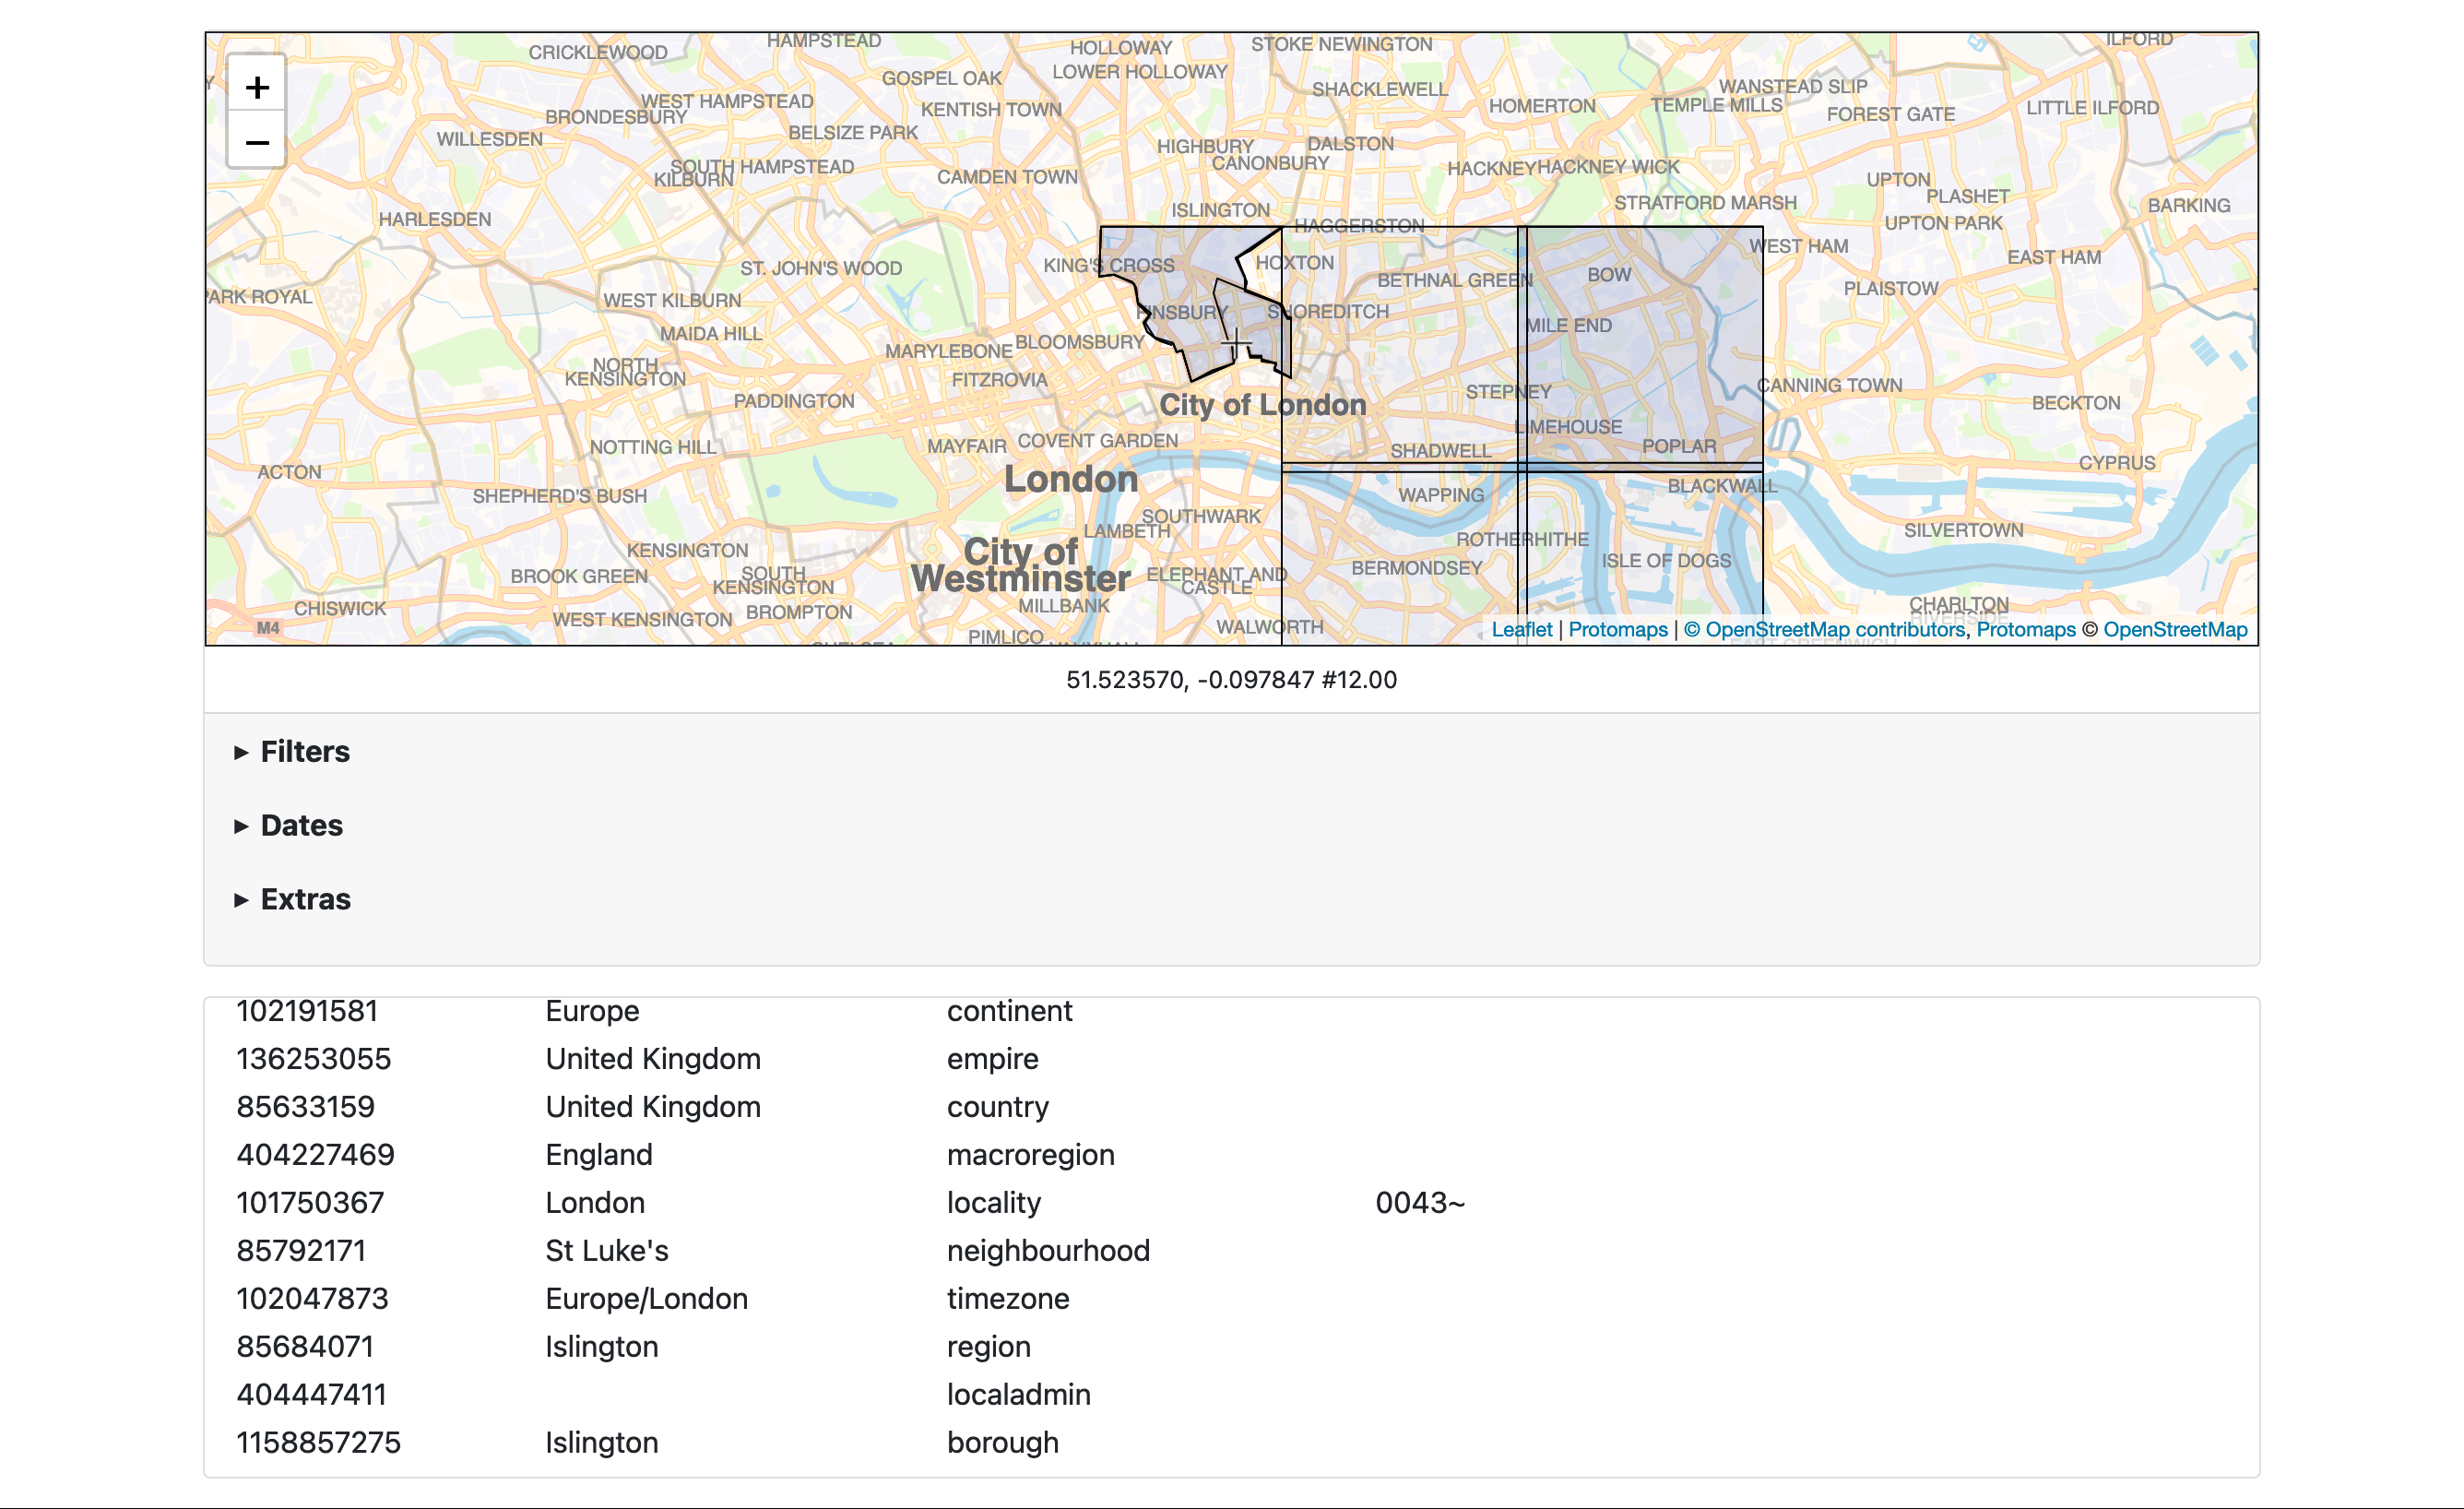 CRICKLEWOOD
HAMPSTEAD
HOLLOWAY
STOKE NEWINGTON
ILFORD
+
−
GOSPEL OAK
LOWER HOLLOWAY
SHACKLEWELL
WANSTEAD SLIP
WEST HAMPSTEAD
KENTISH TOWN
HOMERTON
TEMPLE MILLS
FOREST GATE
LITTLE ILFORD
BRONDESBURY
WILLESDEN
BELSIZE PARK
HIGHBURY
DALSTON
CANONBURY
SOUTH HAMPSTEAD
KILBURN
CAMDEN TOWN
HACKNEY
HACKNEY WICK
UPTON
PLASHET
HARLESDEN
ISLINGTON
HAGGERSTON
STRATFORD MARSH
UPTON PARK
BARKING
ST. JOHN'S WOOD
KING'S CROSS
HOXTON
BETHNAL GREEN
BOW
WEST HAM
EAST HAM
PARK ROYAL
WEST KILBURN
FINSBURY
SHOREDITCH
PLAISTOW
MAIDA HILL
MARYLEBONE
BLOOMSBURY
MILE END
NORTH
KENSINGTON
FITZROVIA
PADDINGTON
City of London
STEPNEY
CANNING TOWN
BECKTON
NOTTING HILL
MAYFAIR
COVENT GARDEN
SHADWELL
LIMEHOUSE
POPLAR
ACTON
London
CYPRUS
SHEPHERD'S BUSH
WAPPING
BLACKWALL
SOUTHWARK
LAMBETH
SILVERTOWN
KENSINGTON
City of
Westminster
ROTHERHITHE
ISLE OF DOGS
BROOK GREEN
SOUTH
KENSINGTON
ELEPHANT AND
CASTLE
BERMONDSEY
CHISWICK
WEST KENSINGTON
BROMPTON
MILLBANK
CHARLTON
RIVERSIDE
M4
PIMLICO
VAUXHALL
WALWORTH
CHELSEA
EAST GREENWICH
Leaflet | Protomaps | © OpenStreetMap contributors, Protomaps © OpenStreetMap
51.523570, -0.097847 #12.00
► Filters
► Dates
► Extras
102191581 Europe continent
136253055 United Kingdom empire
85633159 United Kingdom country
404227469 England macroregion
101750367 London locality 0043~
85792171 St Luke's neighbourhood
102047873 Europe/London timezone
85684071 Islington region
404447411 localadmin
1158857275 Islington borough